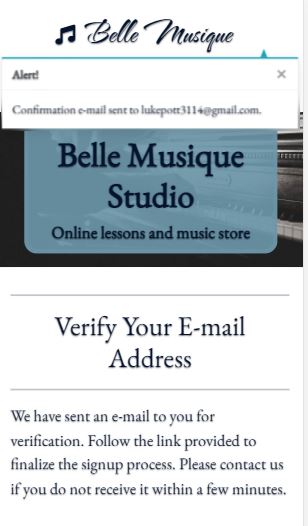 Belle Musique
Alert!
×
Confirmation e-mail sent to lukepott3114@gmail.com.
Belle Musique
Studio
Online lessons and music store
Verify Your E-mail
Address
We have sent an e-mail to you for
verification. Follow the link provided to
finalize the signup process. Please contact us
if you do not receive it within a few minutes.